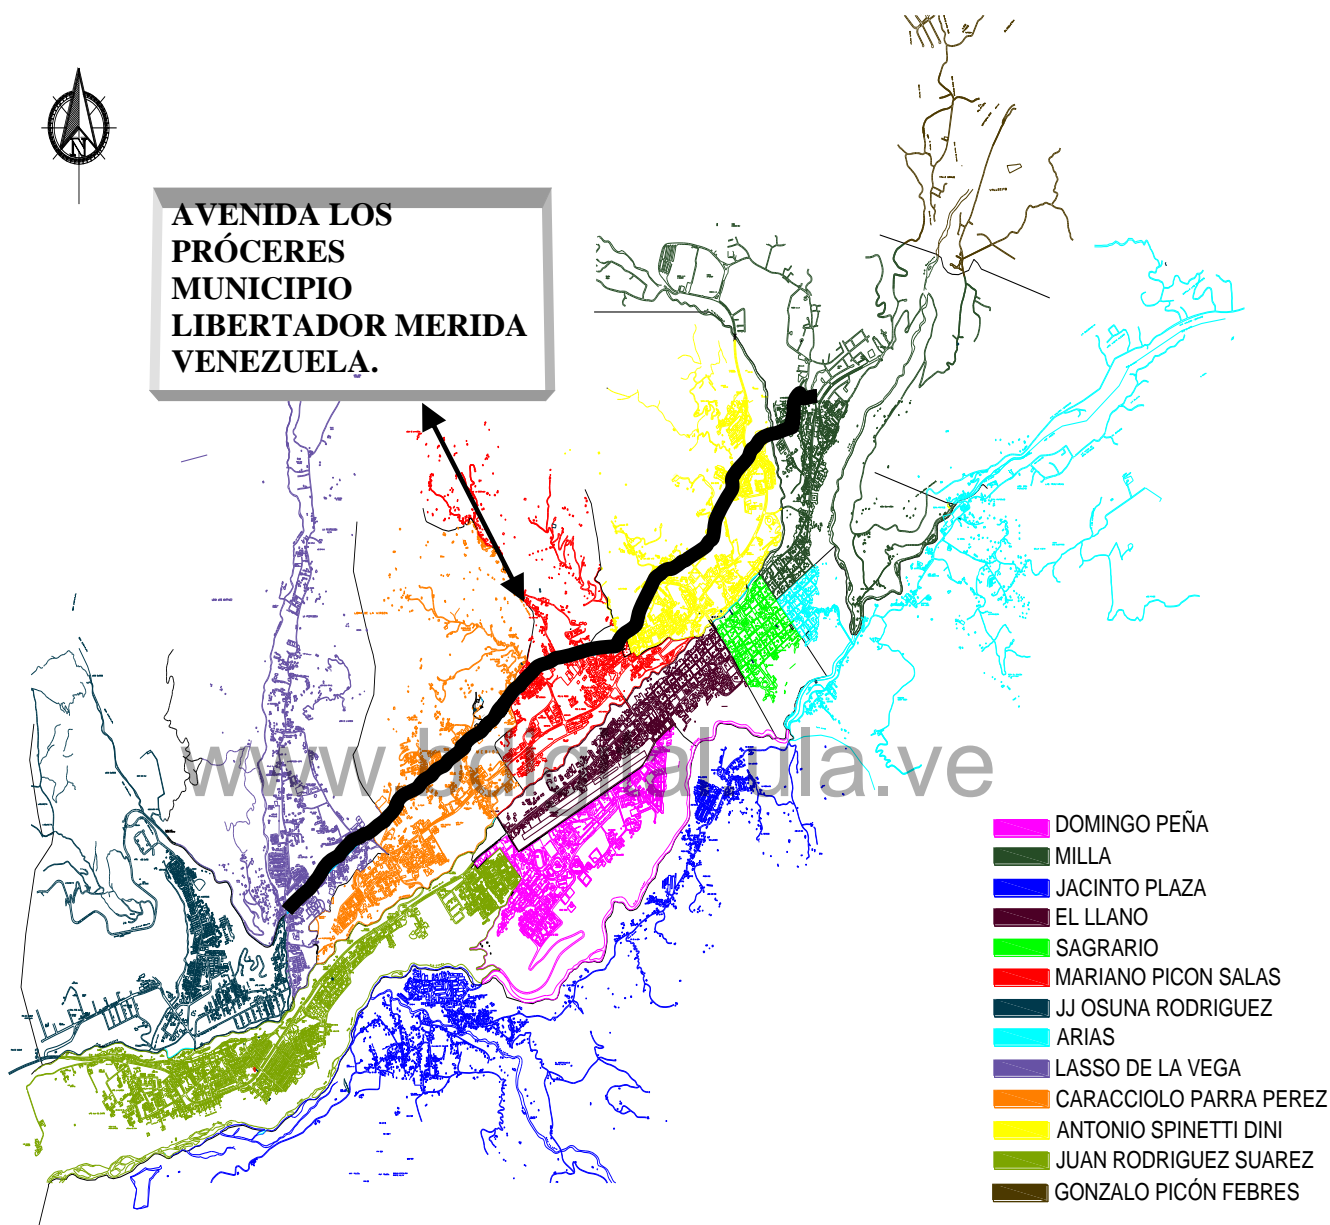 N
AVENIDA LOS
PRÓCERES
MUNICIPIO
LIBERTADOR MERIDA
VENEZUELA.
www.bdigital.ula.ve
DOMINGO PEÑA
MILLA
JACINTO PLAZA
EL LLANO
SAGRARIO
MARIANO PICON SALAS
JJ OSUNA RODRIGUEZ
ARIAS
LASSO DE LA VEGA
CARACCIOLO PARRA PEREZ
ANTONIO SPINETTI DINI
JUAN RODRIGUEZ SUAREZ
GONZALO PICÓN FEBRES